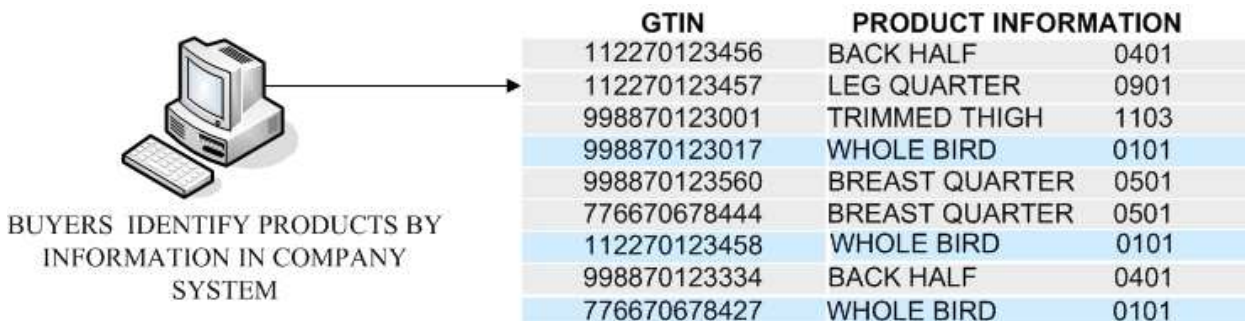 GTIN PRODUCT INFORMATION
112270123456 BACK HALF 0401
112270123457 LEG QUARTER 0901
998870123001 TRIMMED THIGH 1103
998870123017 WHOLE BIRD 0101
998870123560 BREAST QUARTER 0501
776670678444 BREAST QUARTER 0501
112270123458 WHOLE BIRD 0101
998870123334 BACK HALF 0401
776670678427 WHOLE BIRD 0101
BUYERS IDENTIFY PRODUCTS BY
INFORMATION IN COMPANY
SYSTEM